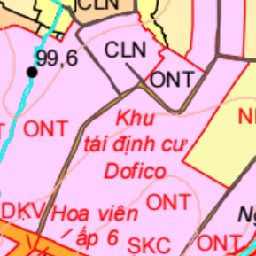 CLN
99,6
CLN
ONT
ONT
Khu
tái định cư
Dofico
ONT
DKV
Hoa viên
ấp 6
SKC
ONT